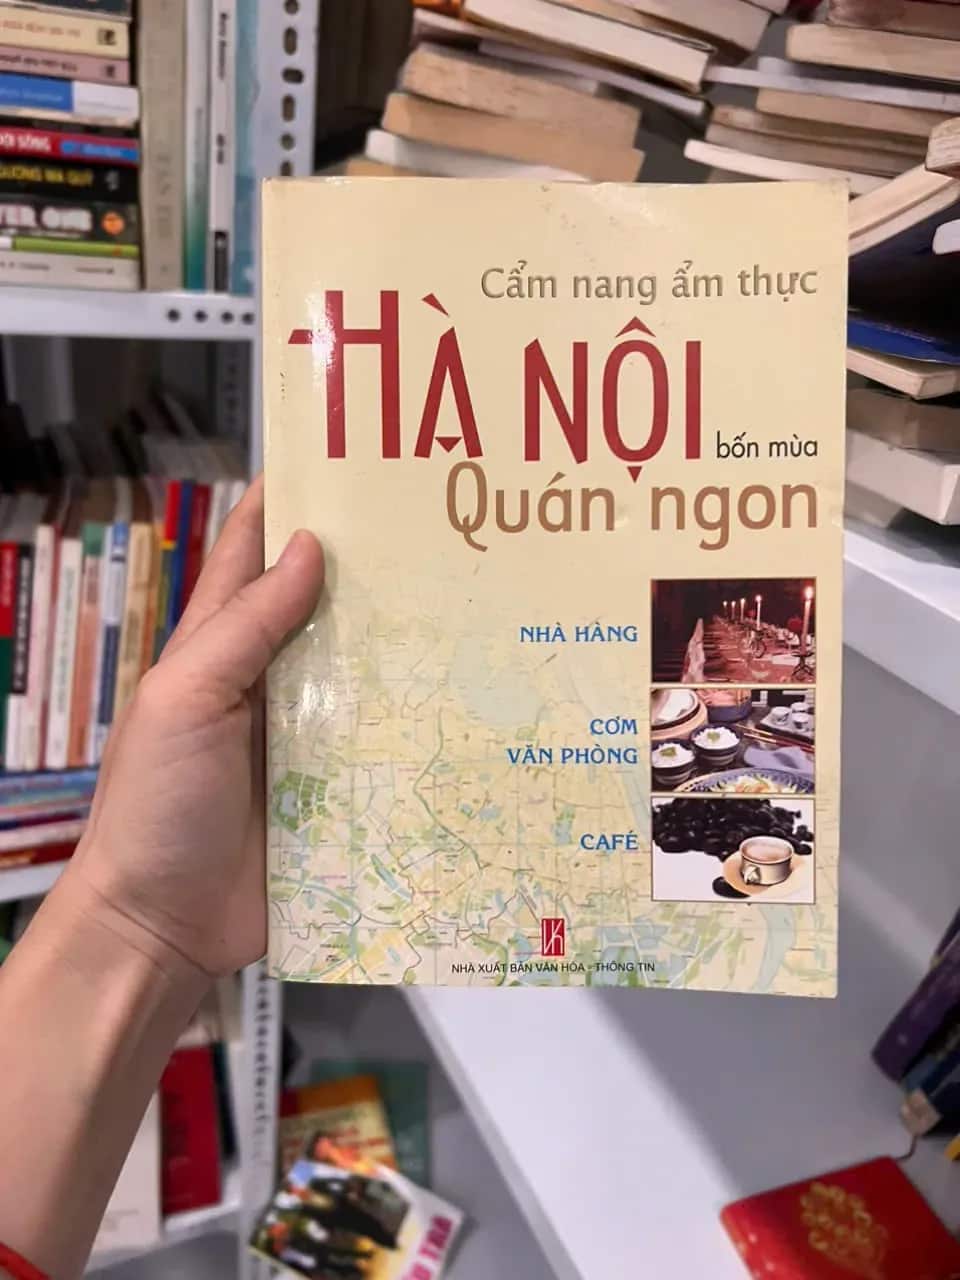 Cẩm nang ẩm thực
HÀ NỘI bốn mùa
Quán ngon
NHÀ HÀNG
CƠM
VĂN PHÒNG
CAFÉ
NHÀ XUẤT BẢN VĂN HÓA - THÔNG TIN